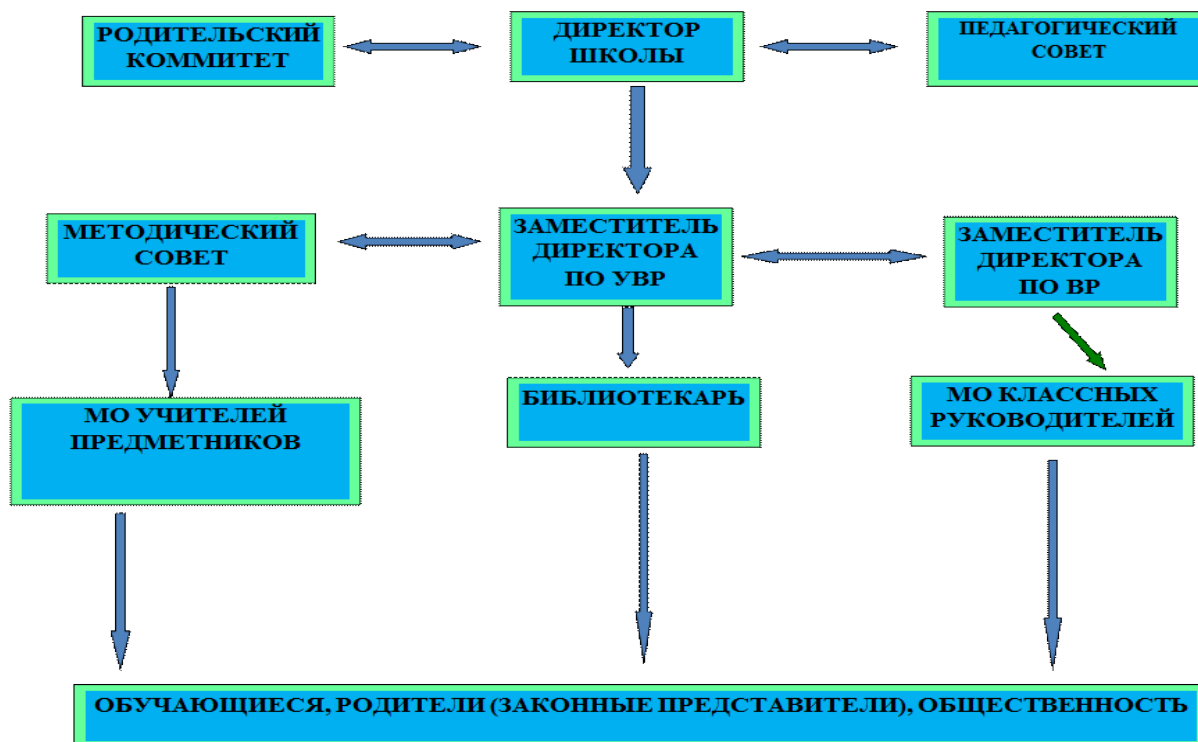 РОДИТЕЛЬСКИЙ
КОММИТЕТ
ДИРЕКТОР
ШКОЛЫ
ПЕДАГОГИЧЕСКИЙ
СОВЕТ
МЕТОДИЧЕСКИЙ
СОВЕТ
ЗАМЕСТИТЕЛЬ
ДИРЕКТОРА
ПО УВР
ЗАМЕСТИТЕЛЬ
ДИРЕКТОРА
ПО ВР
МО УЧИТЕЛЕЙ
ПРЕДМЕТНИКОВ
БИБЛИОТЕКАРЬ
МО КЛАССНЫХ
РУКОВОДИТЕЛЕЙ
ОБУЧАЮЩИЕСЯ, РОДИТЕЛИ (ЗАКОННЫЕ ПРЕДСТАВИТЕЛИ), ОБЩЕСТВЕННОСТЬ